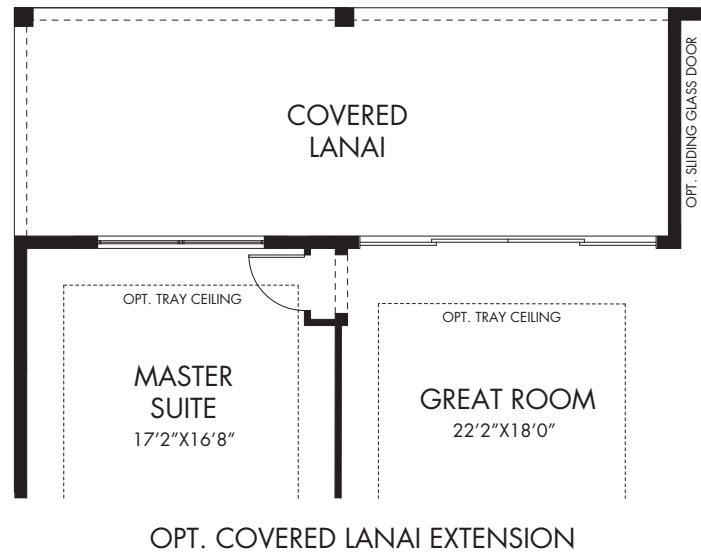 COVERED
LANAI
OPT. SLIDING GLASS DOOR
OPT. TRAY CEILING
MASTER
SUITE
17'2"X16'8"
OPT. TRAY CEILING
GREAT ROOM
22'2"X18'0"
OPT. COVERED LANAI EXTENSION